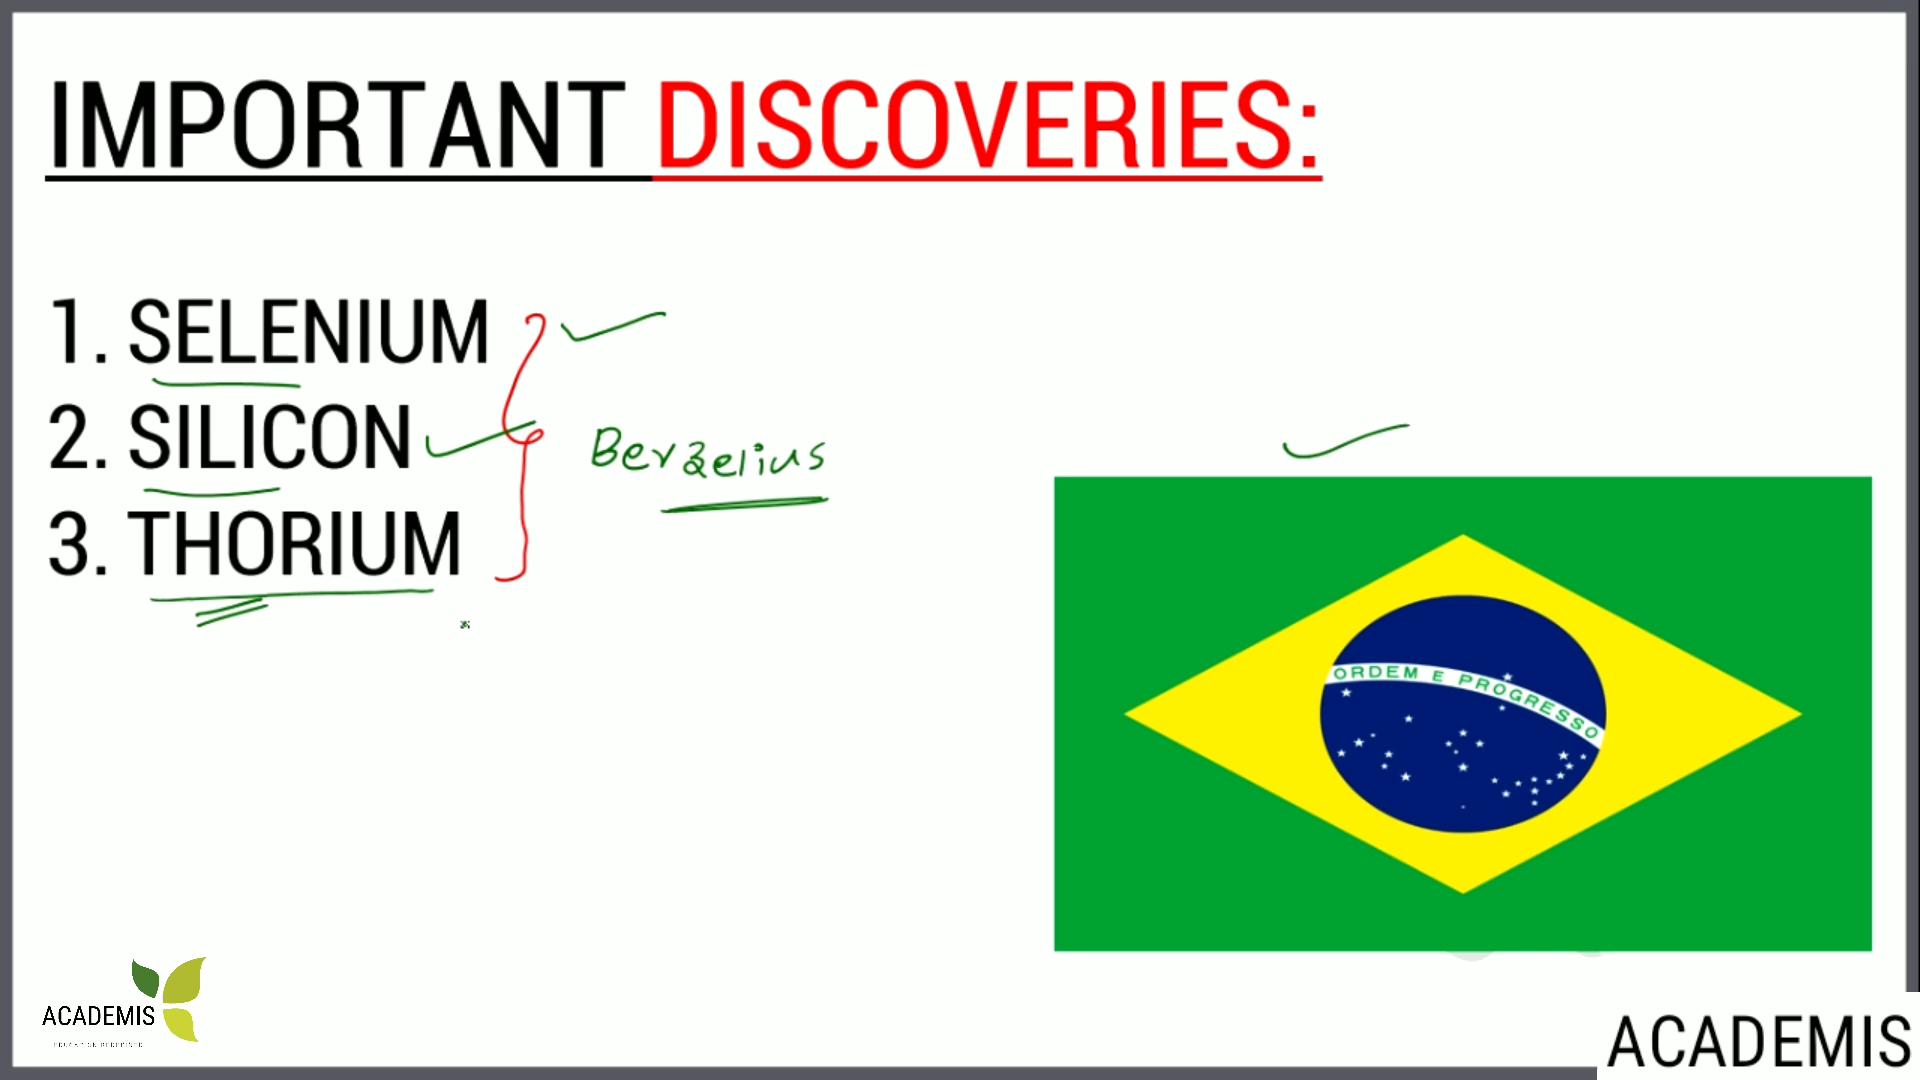 IMPORTANT DISCOVERIES:
1. SELENIUM
2. SILICON
Berzelius
3. THORIUM
ORDEM E PROGRESSO
ACADEMIS
ACADEMIS